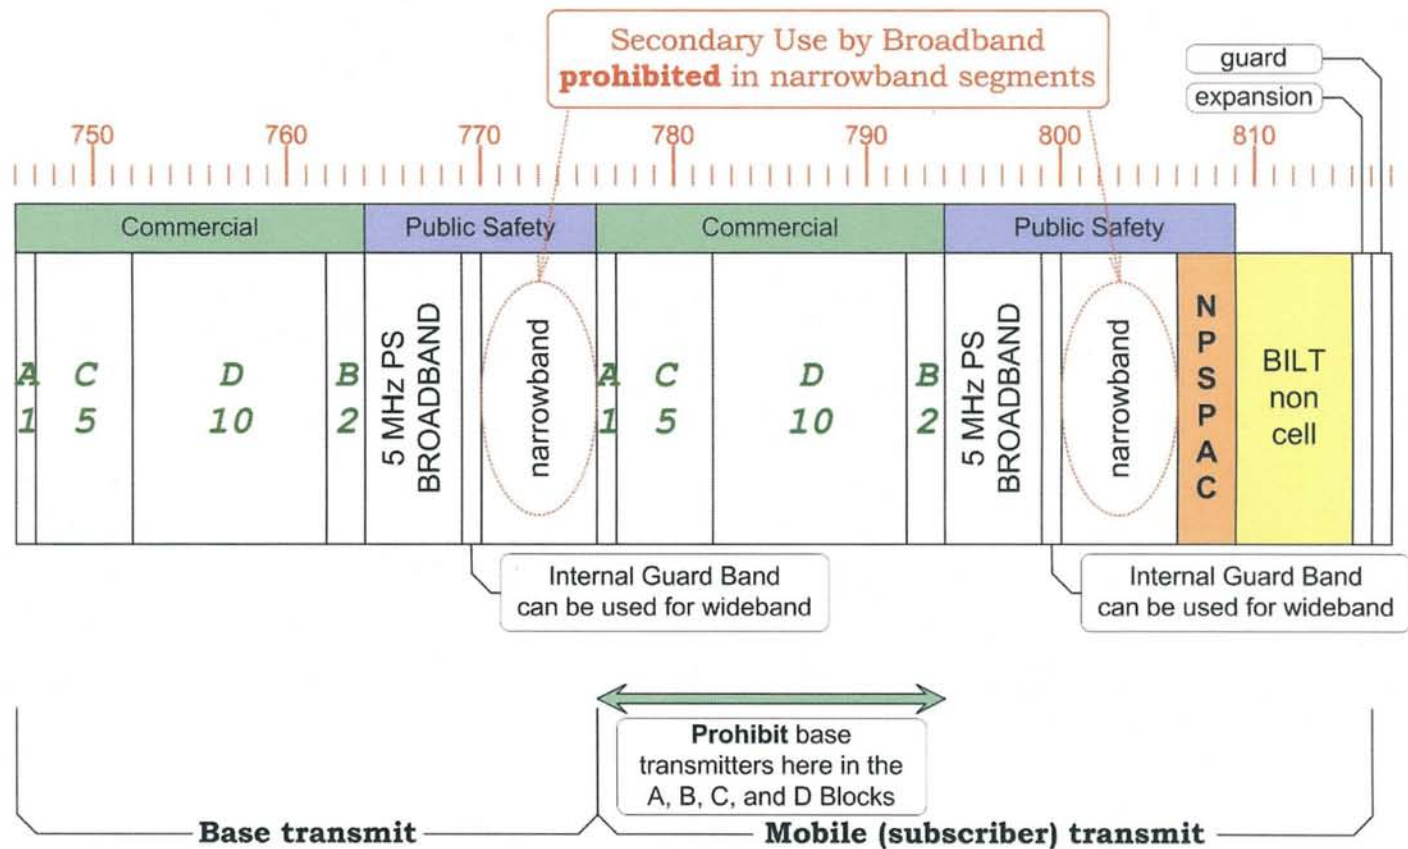 Secondary Use by Broadband
prohibited in narrowband segments
guard
expansion
750
760
770
780
790
800
810
Commercial
Public Safety
Commercial
Public Safety
A
1
C
5
D
10
B
2
5 MHz PS
BROADBAND
narrowband
A
1
C
5
D
10
B
2
5 MHz PS
BROADBAND
narrowband
N
P
S
P
A
C
BILT
non
cell
Internal Guard Band
can be used for wideband
Internal Guard Band
can be used for wideband
Prohibit base
transmitters here in the
A, B, C, and D Blocks
Base transmit
Mobile (subscriber) transmit